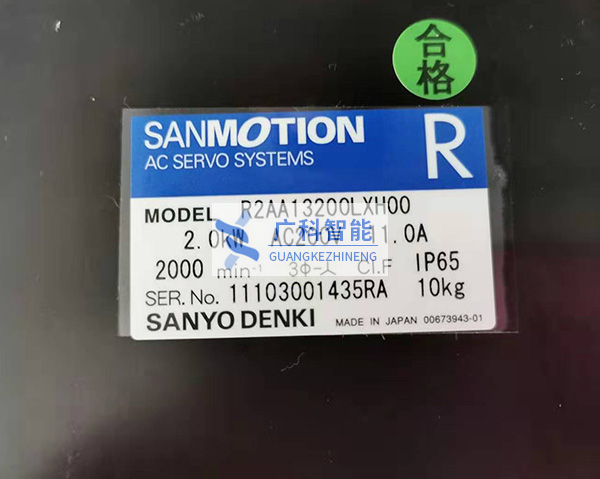 合格
SANMOTION R
AC SERVO SYSTEMS
MODEL R2AA13200LXH00
2.0kW AC200V 11.0A
广科智能
GUANGKEZHINENG
2000 min⁻¹ 3Φ-人 Cl.F IP65
SER. No. 11103001435RA 10kg
SANYO DENKI MADE IN JAPAN 00673943-01